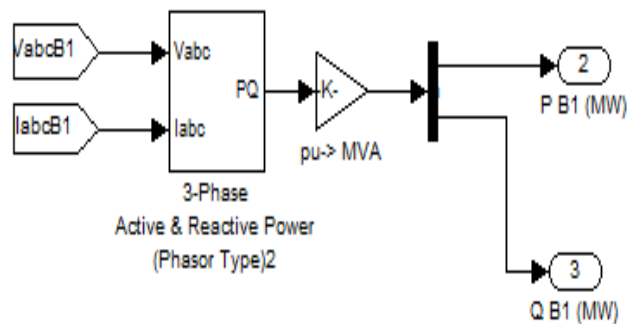 VabcB1
Vabc
PQ
IabcB1
Iabc
-K-
pu-> MVA
2
P B1 (MW)
3-Phase
Active & Reactive Power
(Phasor Type)2
3
Q B1 (MW)